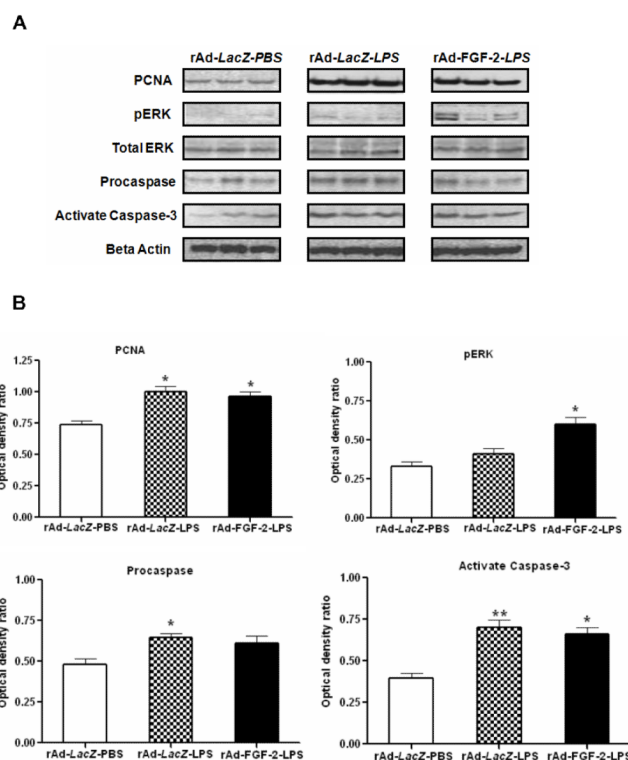 A
rAd-LacZ-PBS rAd-LacZ-LPS rAd-FGF-2-LPS
PCNA
pERK
Total ERK
Procaspase
Activate Caspase-3
Beta Actin
B
PCNA
Optical density ratio
1.25
1.00
0.75
0.50
0.25
0.00
* *
rAd-LacZ-PBS rAd-LacZ-LPS rAd-FGF-2-LPS
pERK
Optical density ratio
1.00
0.75
0.50
0.25
0.00
*
rAd-LacZ-PBS rAd-LacZ-LPS rAd-FGF-2-LPS
Procaspase
Optical density ratio
1.00
0.75
0.50
0.25
0.00
*
rAd-LacZ-PBS rAd-LacZ-LPS rAd-FGF-2-LPS
Activate Caspase-3
Optical density ratio
1.00
0.75
0.50
0.25
0.00
** *
rAd-LacZ-PBS rAd-LacZ-LPS rAd-FGF-2-LPS